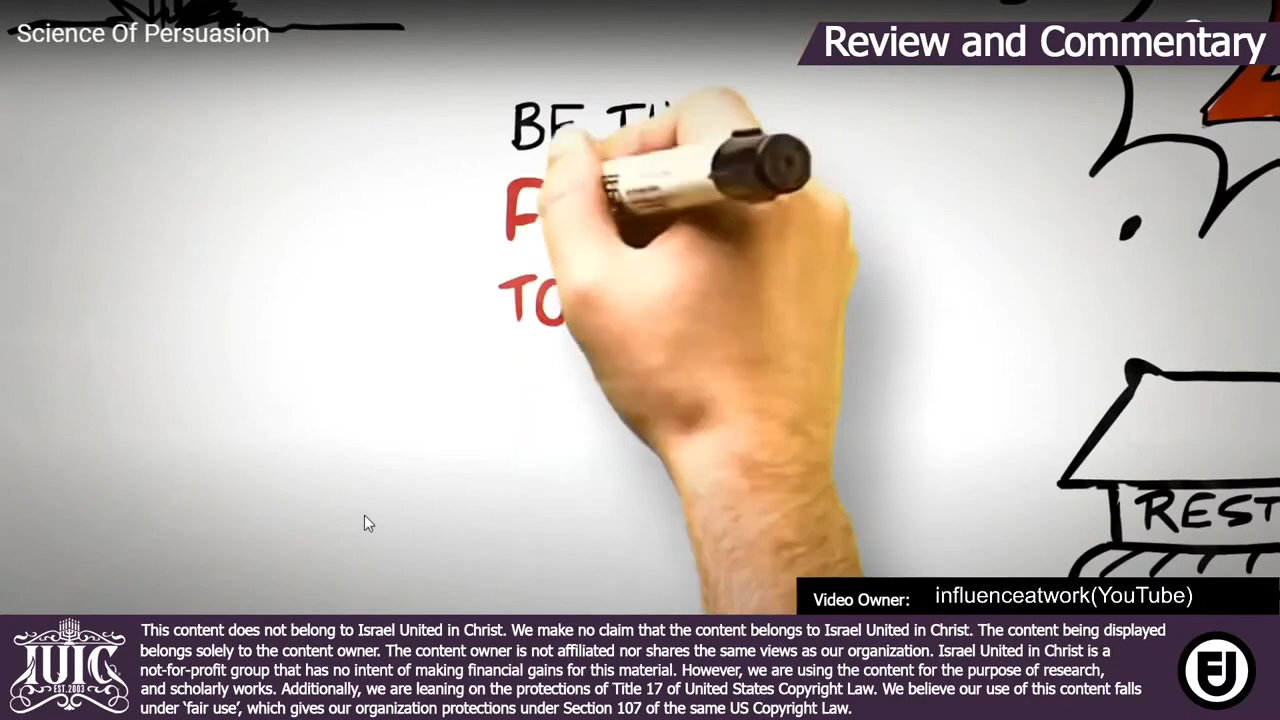 Science Of Persuasion
Review and Commentary
BE
TO
REST
Video Owner: influenceatwork(YouTube)
This content does not belong to Israel United in Christ. We make no claim that the content belongs to Israel United in Christ. The content being displayed
belongs solely to the content owner. The content owner is not affiliated nor shares the same views as our organization. Israel United in Christ is a
not-for-profit group that has no intent of making financial gains for this material. However, we are using the content for the purpose of research,
and scholarly works. Additionally, we are leaning on the protections of Title 17 of United States Copyright Law. We believe our use of this content falls
under 'fair use', which gives our organization protections under Section 107 of the same US Copyright Law.
IUIC
EST. 2003